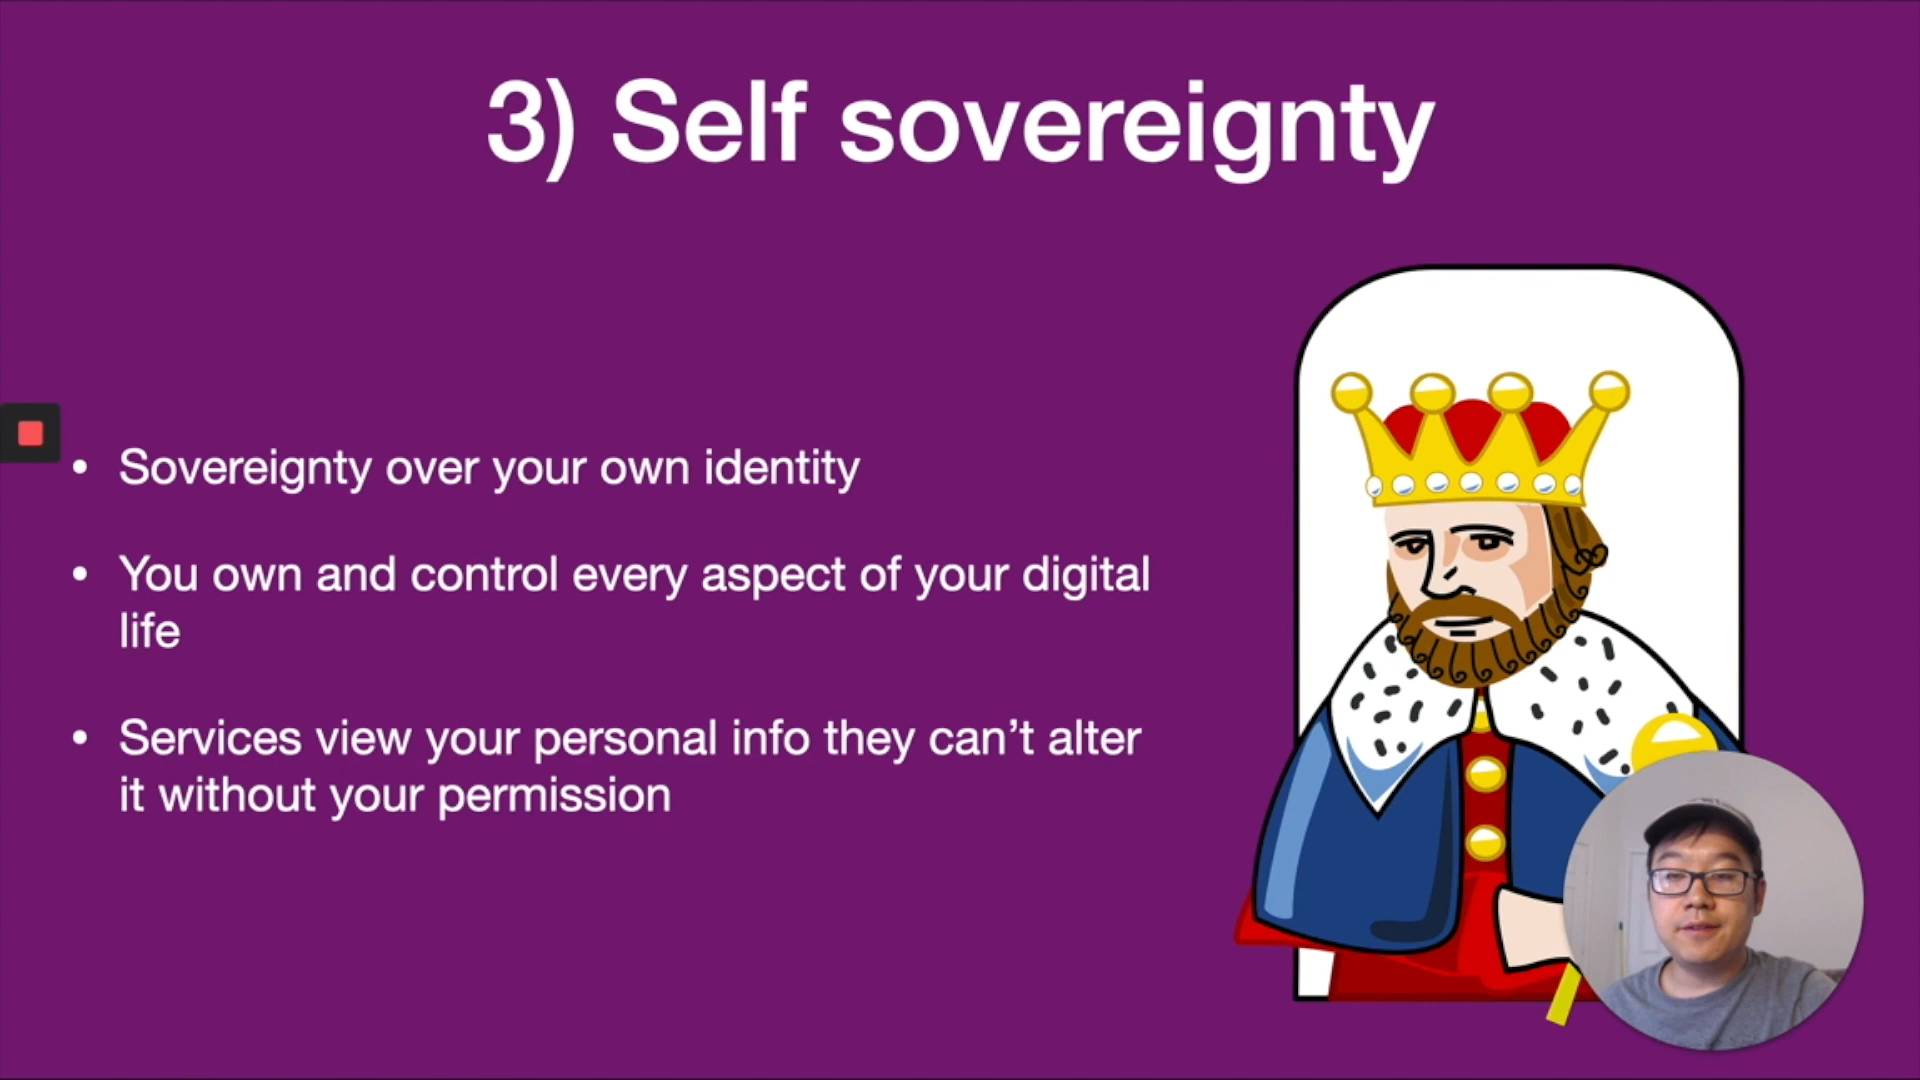 3) Self sovereignty
• Sovereignty over your own identity
• You own and control every aspect of your digital
life
• Services view your personal info they can’t alter
it without your permission